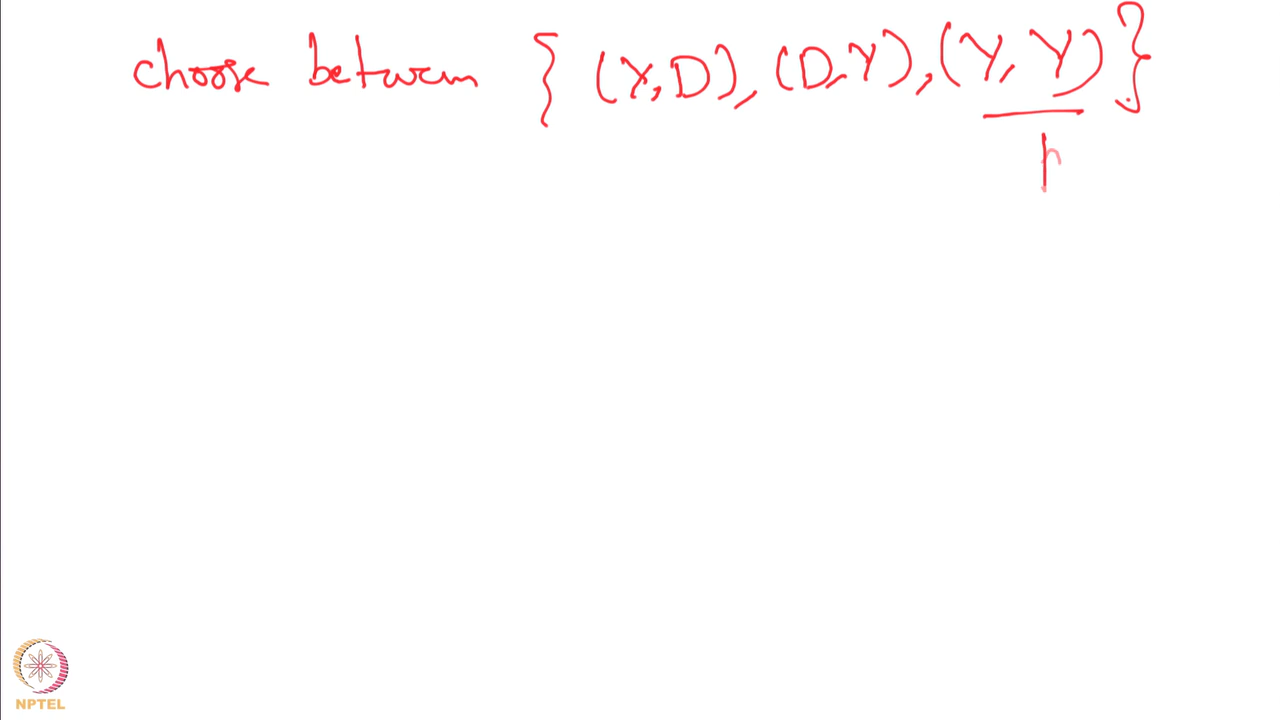 choose between { (Y,D), (D,Y), (Y, Y) }
NPTEL